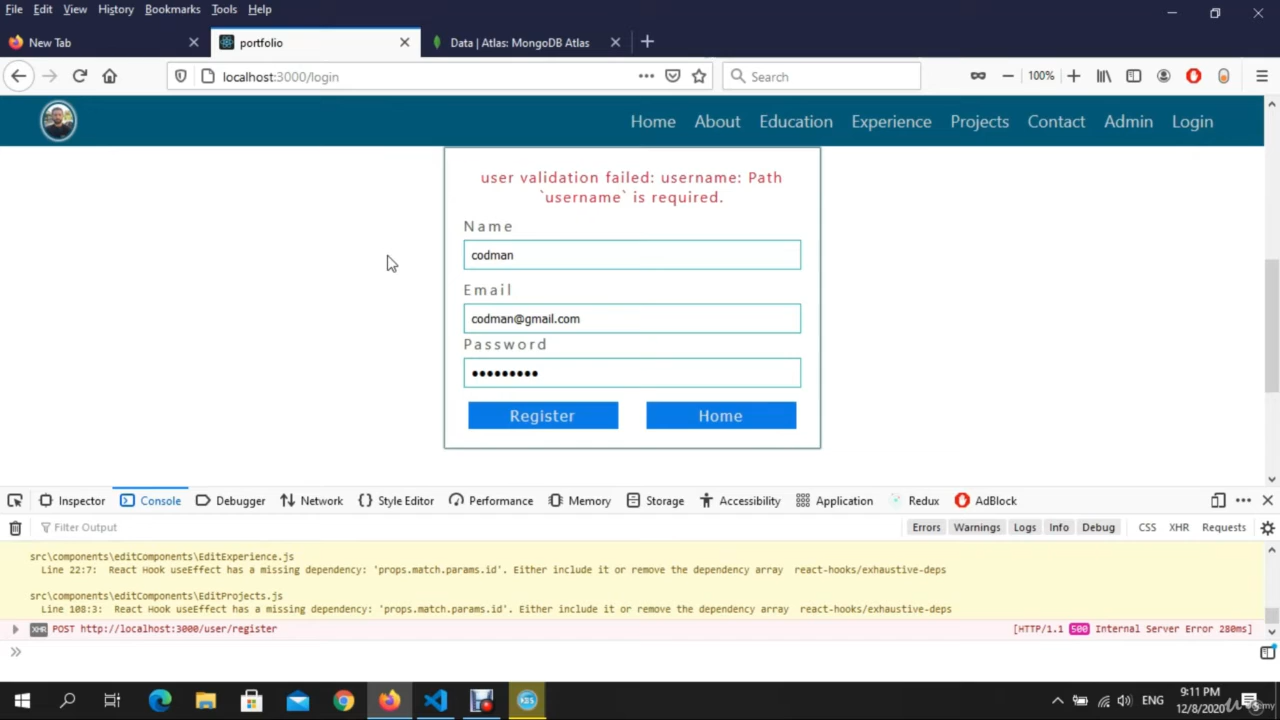 File Edit View History Bookmarks Tools Help
New Tab portfolio Data | Atlas: MongoDB Atlas
localhost:3000/login Search 100%
Home About Education Experience Projects Contact Admin Login
user validation failed: username: Path
`username` is required.
Name
codman
Email
codman@gmail.com
Password
•••••••••
Register Home
Inspector Console Debugger Network Style Editor Performance Memory Storage Accessibility Application Redux AdBlock
Filter Output Errors Warnings Logs Info Debug CSS XHR Requests
src\components\editComponents\EditExperience.js
Line 22:7: React Hook useEffect has a missing dependency: 'props.match.params.id'. Either include it or remove the dependency array react-hooks/exhaustive-deps
src\components\editComponents\EditProjects.js
Line 108:3: React Hook useEffect has a missing dependency: 'props.match.params.id'. Either include it or remove the dependency array react-hooks/exhaustive-deps
XHR POST http://localhost:3000/user/register [HTTP/1.1 500 Internal Server Error 280ms]
ENG 9:11 PM
12/8/2020